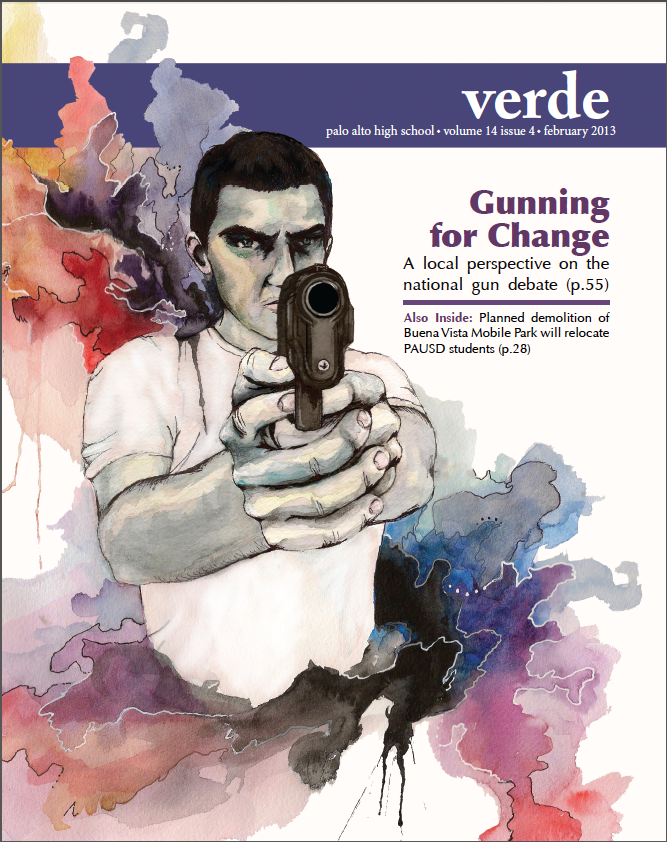 verde
palo alto high school • volume 14 issue 4 • february 2013
Gunning
for Change
A local perspective on the
national gun debate (p.55)
Also Inside: Planned demolition of
Buena Vista Mobile Park will relocate
PAUSD students (p.28)